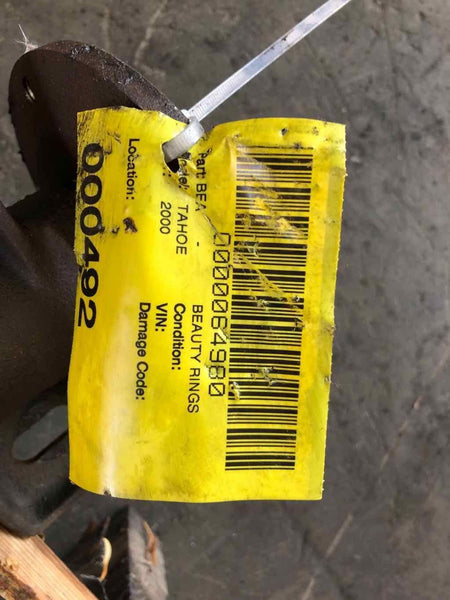 0000064980
Part: BEA - BEAUTY RINGS
TAHOE Condition:
2000 VIN:
Location: Damage Code:
000492